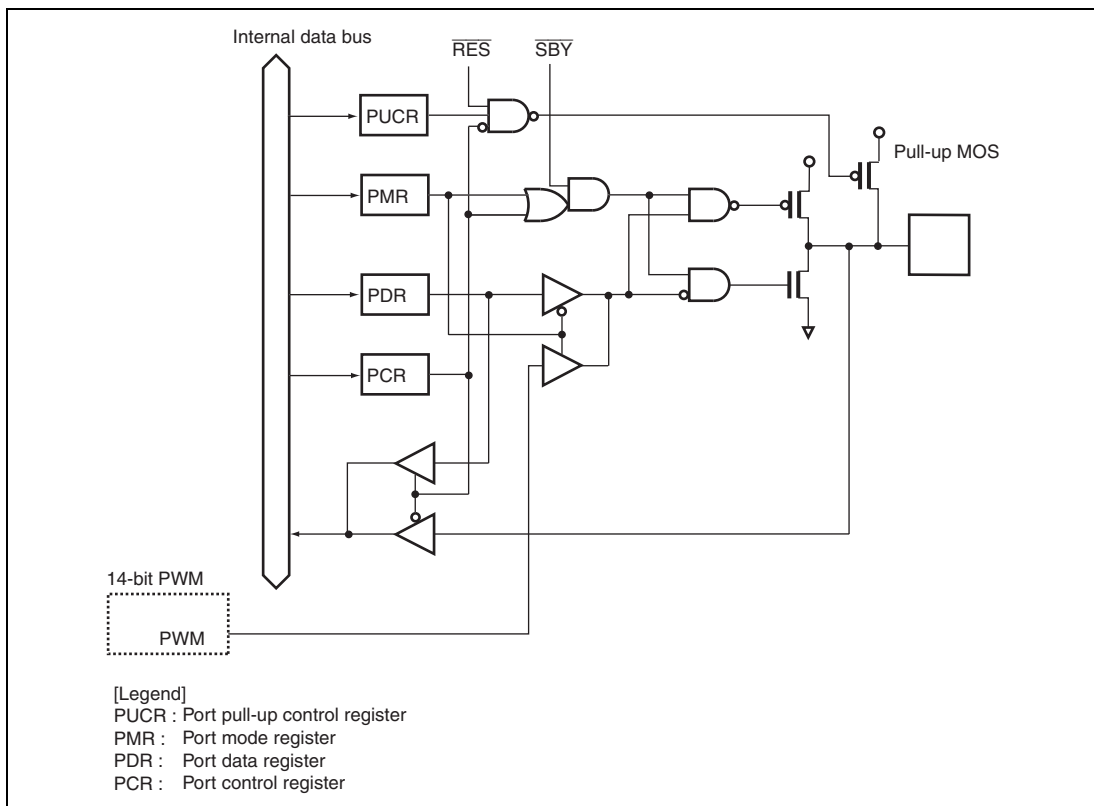 Internal data bus
RES
SBY
PUCR
Pull-up MOS
PMR
PDR
PCR
14-bit PWM
PWM
[Legend]
PUCR : Port pull-up control register
PMR : Port mode register
PDR : Port data register
PCR : Port control register